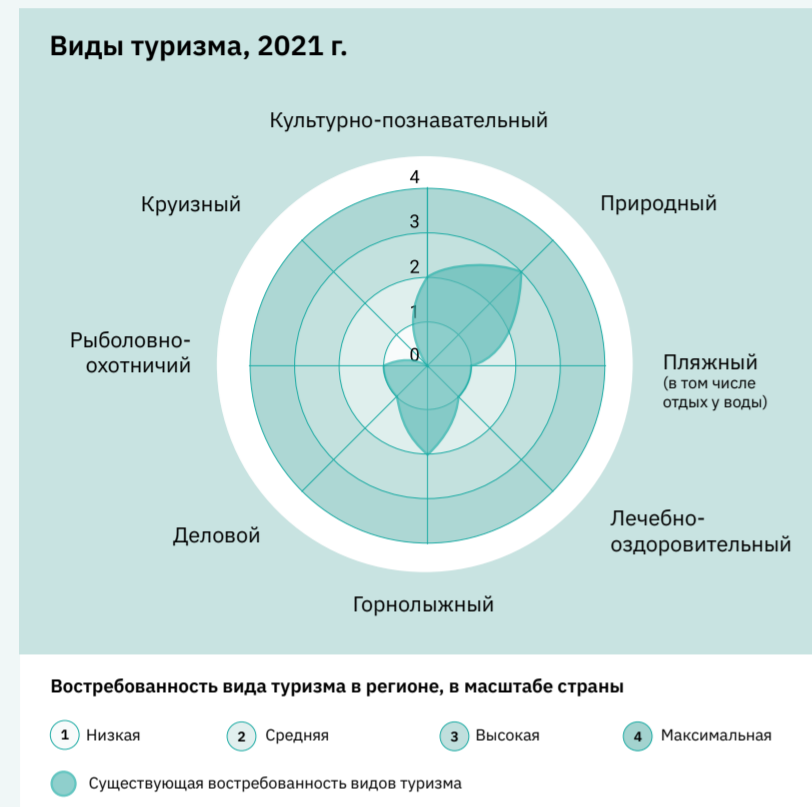 Виды туризма, 2021 г.
Культурно-познавательный
Круизный
Природный
4
3
2
1
0
Рыболовно-
охотничий
Пляжный
(в том числе
отдых у воды)
Деловой
Лечебно-
оздоровительный
Горнолыжный
Востребованность вида туризма в регионе, в масштабе страны
1 Низкая
2 Средняя
3 Высокая
4 Максимальная
Существующая востребованность видов туризма